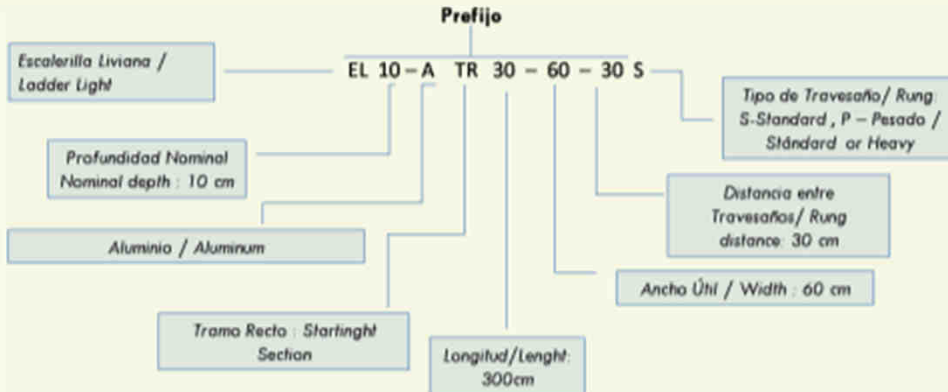 Prefijo
EL 10 - A TR 30 - 60 - 30 S
Escalerilla Liviana /
Ladder Light
Tipo de Travesaño/ Rung
S-Standard , P - Pesado /
Stándard or Heavy
Profundidad Nominal
Nominal depth : 10 cm
Distancia entre
Travesaños/ Rung
distance: 30 cm
Aluminio / Aluminum
Ancho Útil / Width : 60 cm
Tramo Recto : Startinght
Section
Longitud/Lenght:
300cm